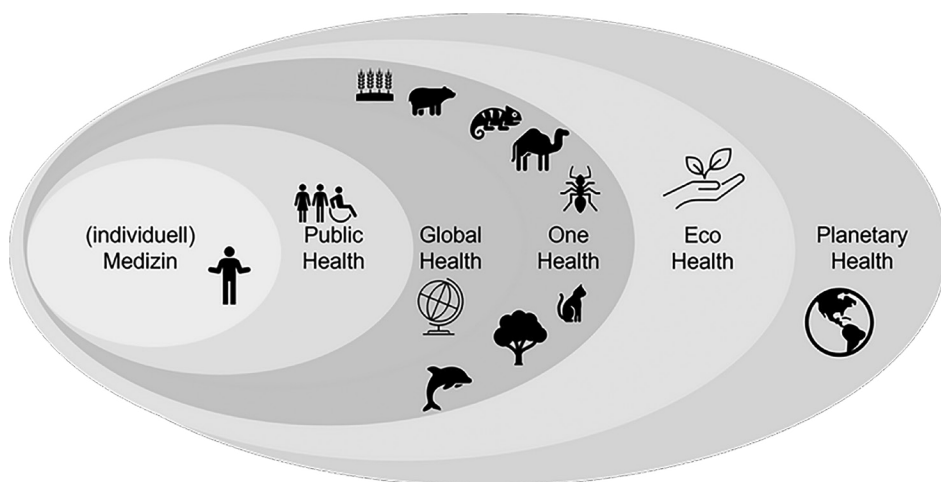 (individuell)
Medizin
Public
Health
Global
Health
One
Health
Eco
Health
Planetary
Health